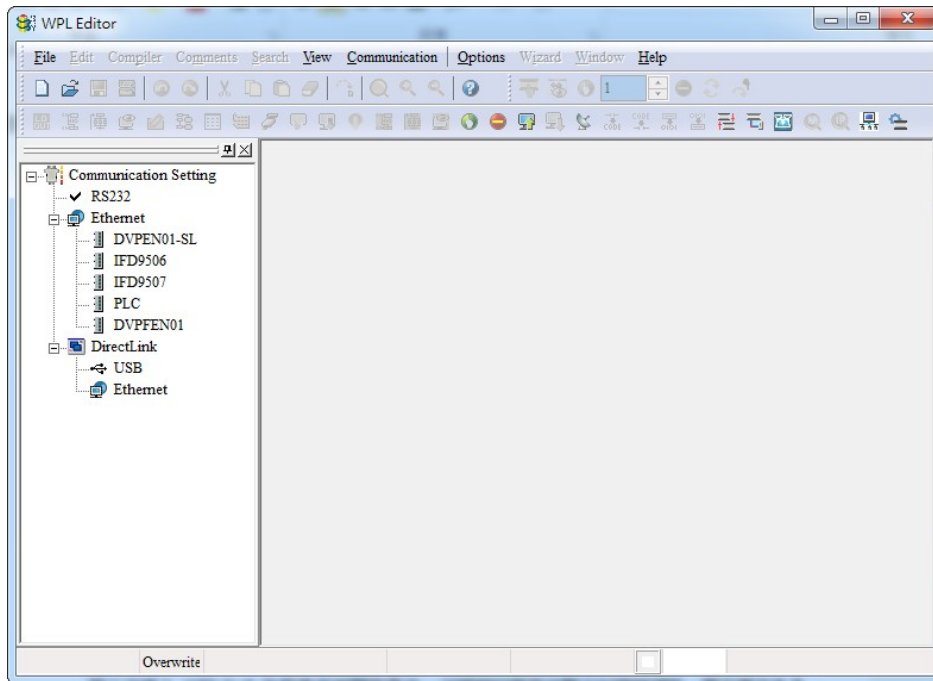 WPL Editor
File Edit Compiler Comments Search View Communication Options Wizard Window Help
1
Communication Setting
RS232
Ethernet
DVPEN01-SL
IFD9506
IFD9507
PLC
DVPFEN01
DirectLink
USB
Ethernet
Overwrite